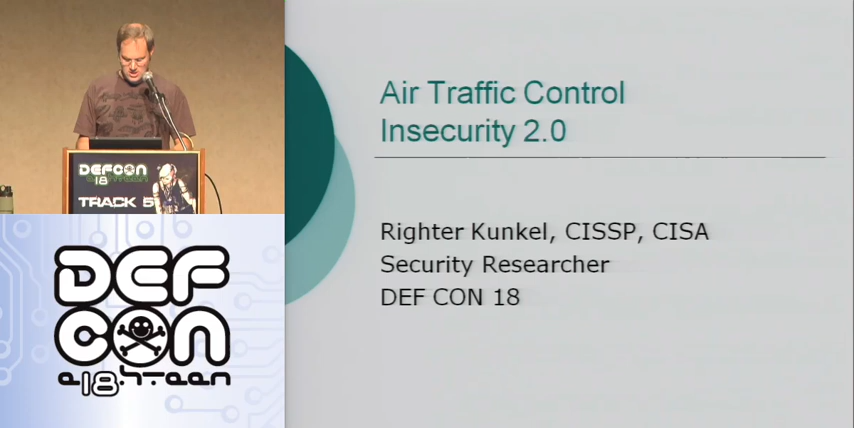 DEFCON
18
TRACK 5
DEF
CON
e18hteen
Air Traffic Control
Insecurity 2.0
Righter Kunkel, CISSP, CISA
Security Researcher
DEF CON 18